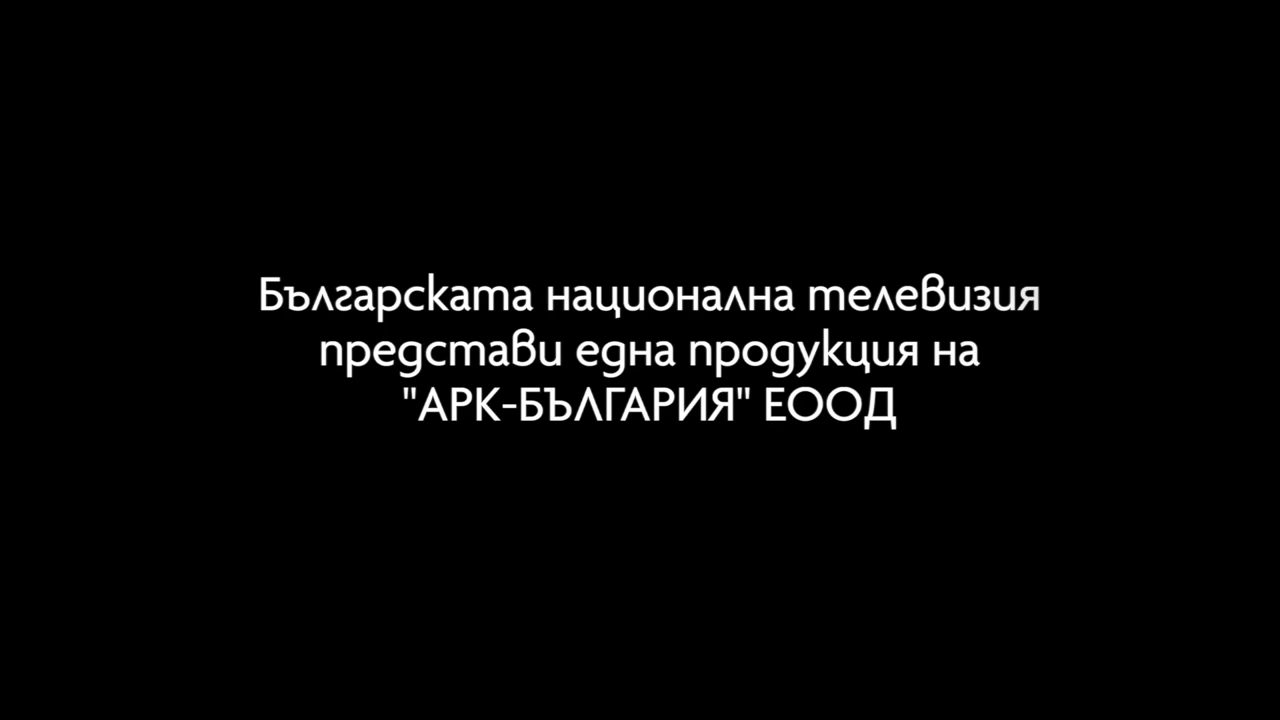 Българската национална телевизия
представи една продукция на
"АРК-БЪЛГАРИЯ" ЕООД